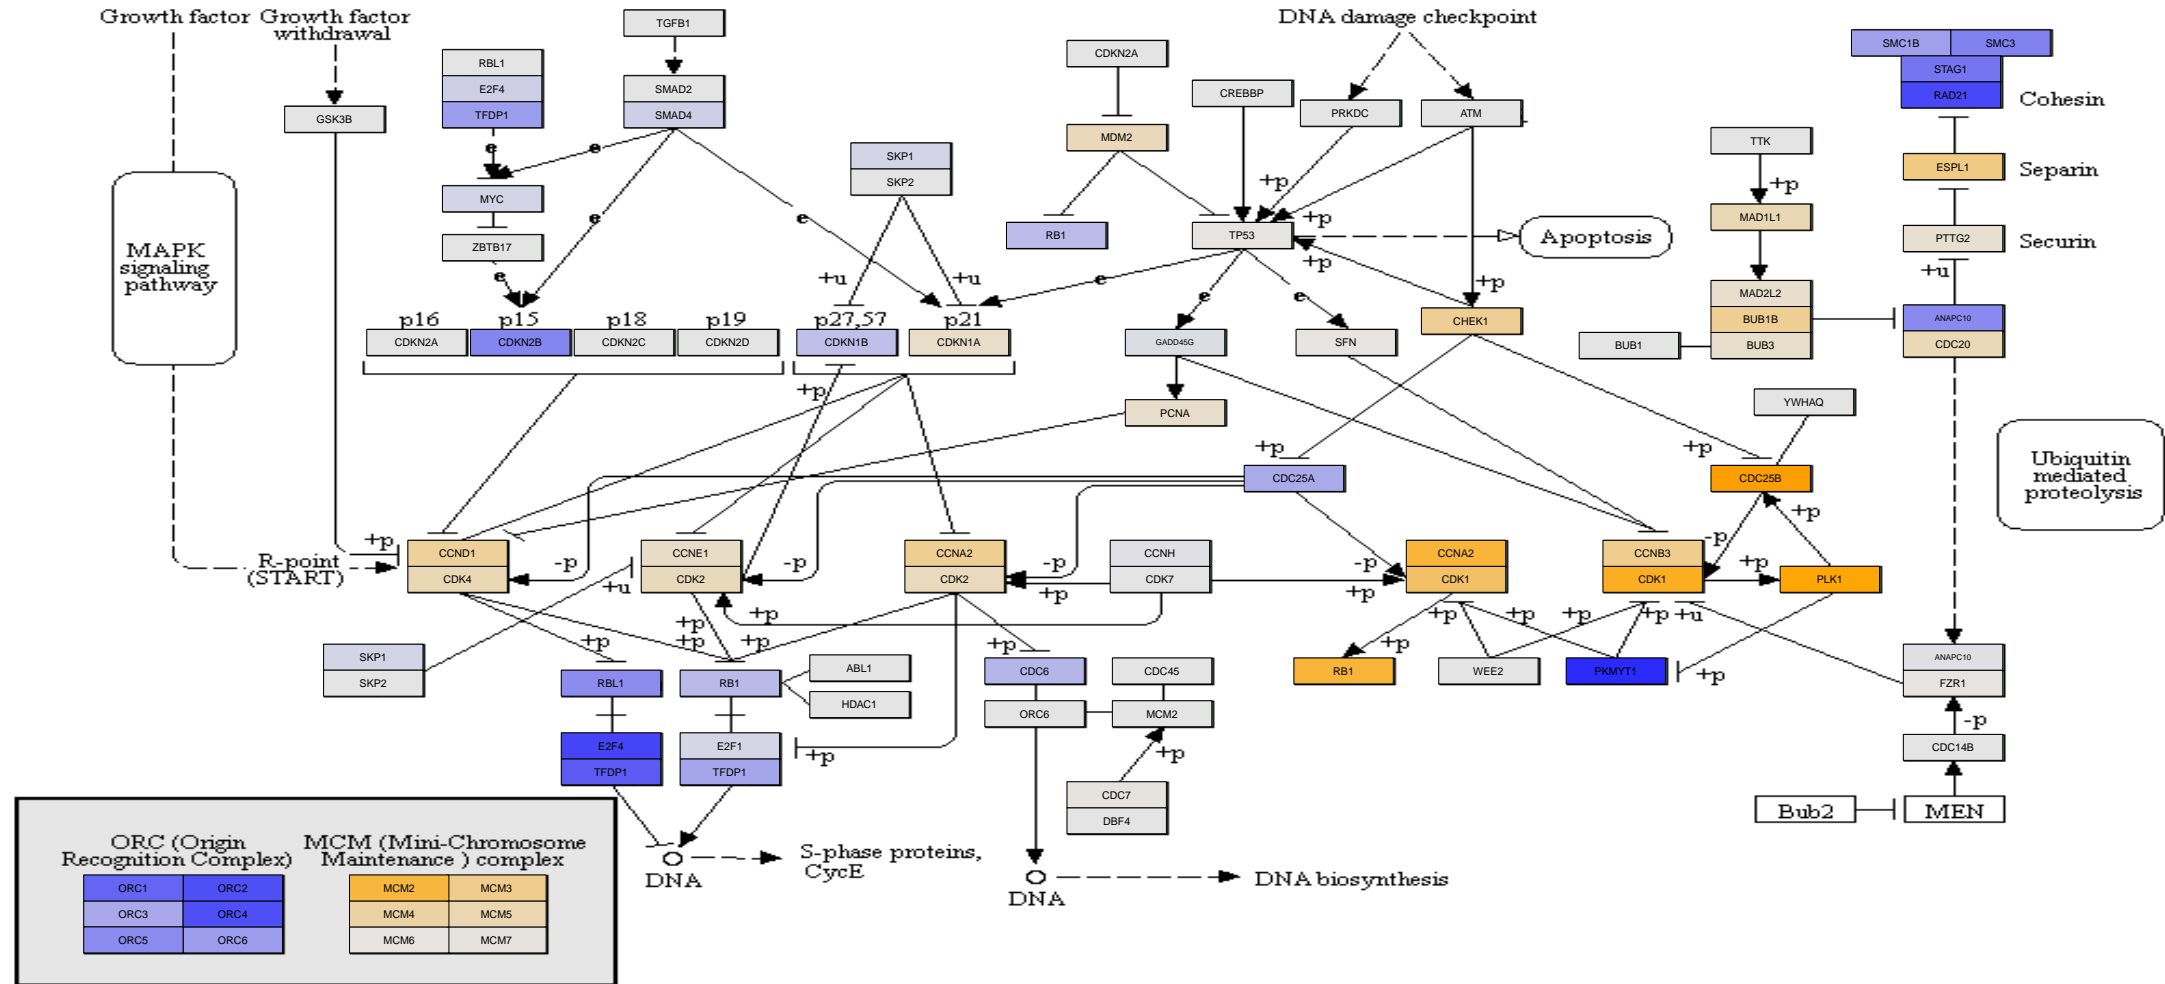 Growth factor
Growth factor
withdrawal
TGFB1
DNA damage checkpoint
SMC1B
SMC3
RBL1
CDKN2A
STAG1
E2F4
SMAD2
CREBBP
RAD21
Cohesin
TFDP1
SMAD4
PRKDC
ATM
GSK3B
MDM2
TTK
e
e
SKP1
ESPL1
Separin
SKP2
+p
+p
MYC
MAD1L1
e
e
+p
RB1
TP53
Apoptosis
PTTG2
Securin
ZBTB17
MAPK
signaling
pathway
e
+u
+u
e
+p
+p
+u
e
e
MAD2L2
p16
p15
p18
p19
p27,57
p21
CHEK1
BUB1B
ANAPC10
CDKN2A
CDKN2B
CDKN2C
CDKN2D
CDKN1B
CDKN1A
GADD45G
SFN
BUB1
BUB3
CDC20
+p
PCNA
YWHAQ
+p
+p
CDC25A
CDC25B
Ubiquitin
mediated
proteolysis
+p
+p
-p
R-point
(START)
CCND1
CCNE1
CCNA2
CCNH
CCNA2
CCNB3
-p
-p
-p
-p
+p
CDK4
CDK2
CDK2
CDK7
CDK1
CDK1
PLK1
+u
+p
+p
+p
+p
+p
+p
+p
+p
+u
+p
+p
+p
+p
+p
SKP1
SKP2
RBL1
RB1
ABL1
HDAC1
CDC6
CDC45
RB1
WEE2
PKMYT1
+p
ANAPC10
FZR1
ORC6
MCM2
-p
E2F4
TFDP1
E2F1
TFDP1
+p
+p
CDC14B
CDC7
DBF4
Bub2
MEN
ORC (Origin
Recognition Complex)
MCM (Mini-Chromosome
Maintenance ) complex
DNA
S-phase proteins,
CycE
DNA
DNA biosynthesis
ORC1
ORC2
MCM2
MCM3
ORC3
ORC4
MCM4
MCM5
ORC5
ORC6
MCM6
MCM7